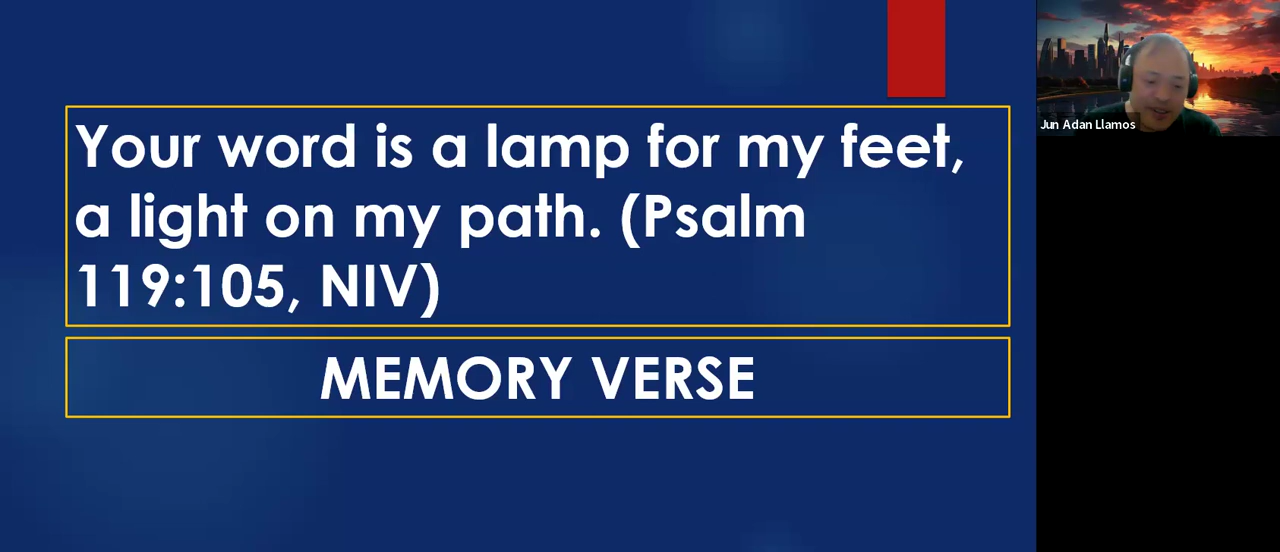 Your word is a lamp for my feet,
a light on my path. (Psalm
119:105, NIV)
MEMORY VERSE
Jun Adan Llamos